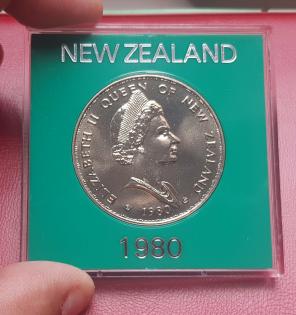 NEW ZEALAND
ELIZABETH II QUEEN OF NEW ZEALAND
1980
1980